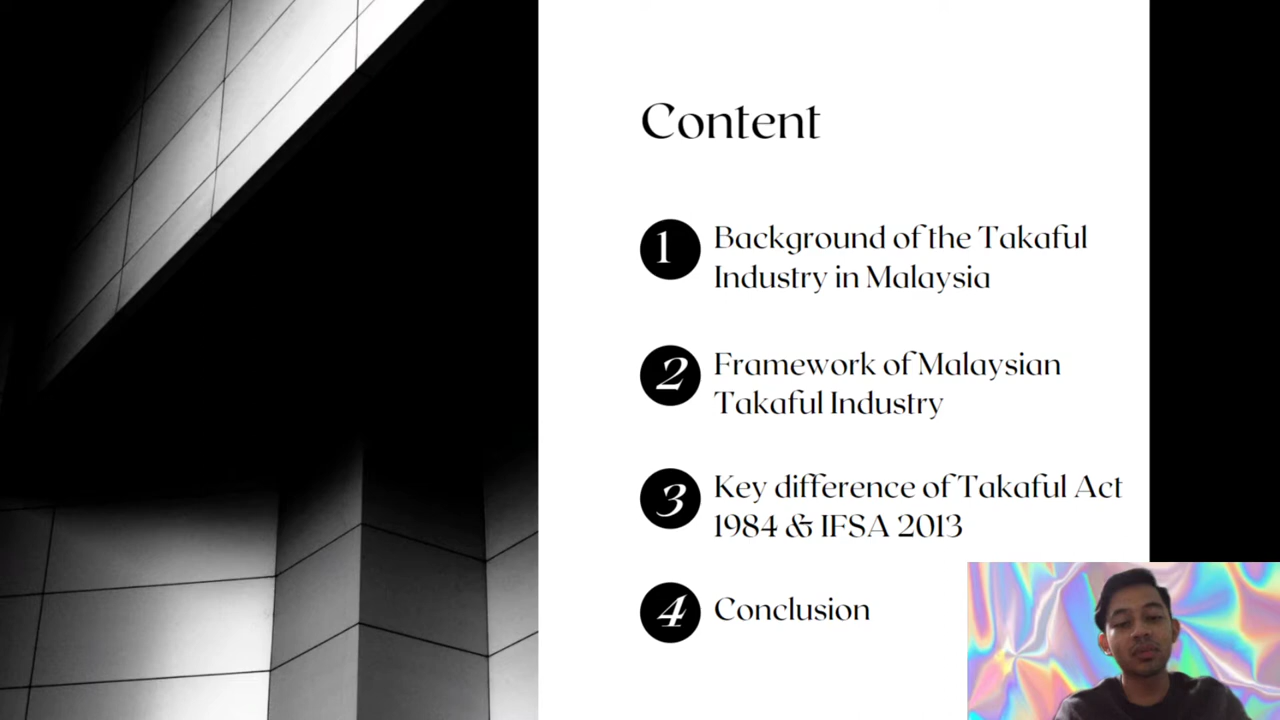 Content
1
Background of the Takaful
Industry in Malaysia
2
Framework of Malaysian
Takaful Industry
3
Key difference of Takaful Act
1984 & IFSA 2013
4
Conclusion